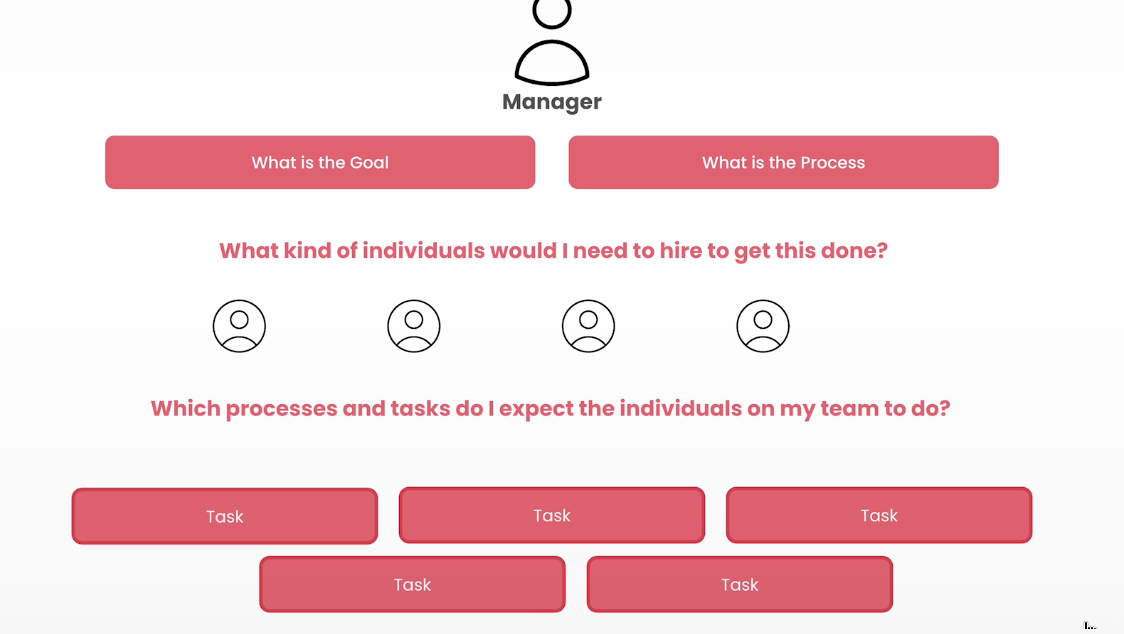 Manager
What is the Goal
What is the Process
What kind of individuals would I need to hire to get this done?
Which processes and tasks do I expect the individuals on my team to do?
Task
Task
Task
Task
Task